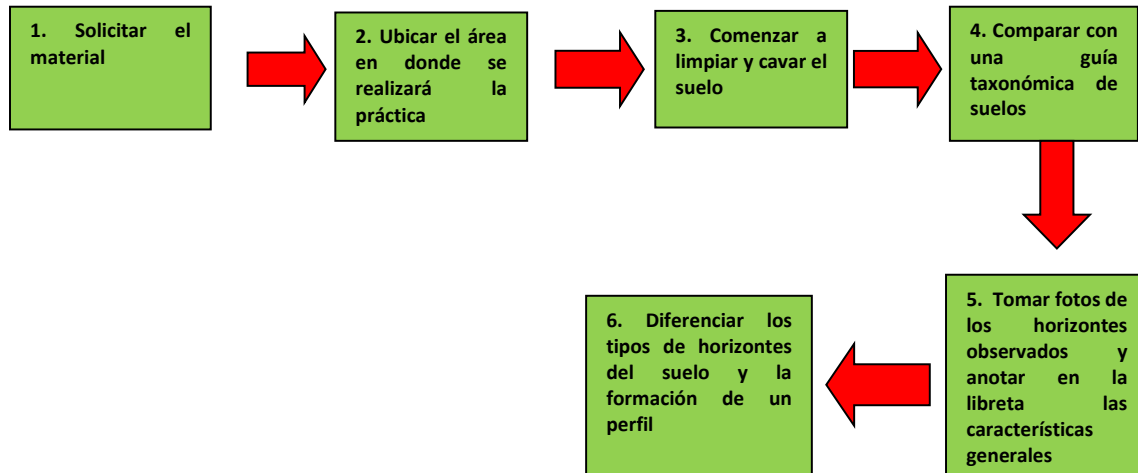 1. Solicitar el
material
2. Ubicar el área
en donde se
realizará la
práctica
3. Comenzar a
limpiar y cavar el
suelo
4. Comparar con
una guía
taxonómica de
suelos
5. Tomar fotos de
los horizontes
observados y
anotar en la
libreta las
características
generales
6. Diferenciar los
tipos de horizontes
del suelo y la
formación de un
perfil